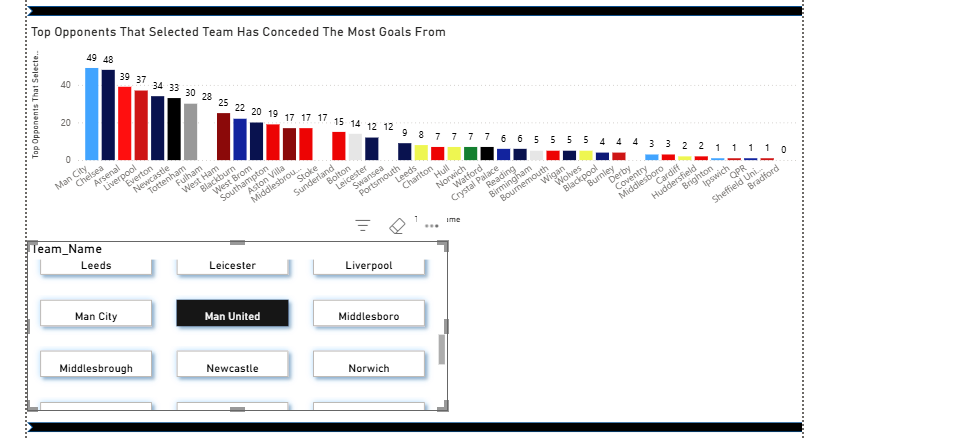 Top Opponents That Selected Team Has Conceded The Most Goals From
Top Opponents That Selecte...
49 48 39 37 34 33 30 28 25 22 20 19 17 17 17 15 14 12 12 9 8 7 7 7 7 6 6 5 5 5 5 4 4 4 3 3 2 2 1 1 1 1 0
40
20
0
Man City Chelsea Arsenal Liverpool Everton Newcastle Tottenham Fulham West Ham Blackburn West Brom Southampton Aston Villa Middlesbrou... Stoke Sunderland Bolton Leicester Swansea Portsmouth Leeds Charlton Hull Norwich Watford Crystal Palace Reading Birmingham Bournemouth Wigan Wolves Blackpool Burnley Derby Coventry Middlesboro Cardiff Huddersfield Brighton Ipswich QPR Sheffield Uni... Bradford
Team_Name
Leeds Leicester Liverpool
Man City Man United Middlesboro
Middlesbrough Newcastle Norwich